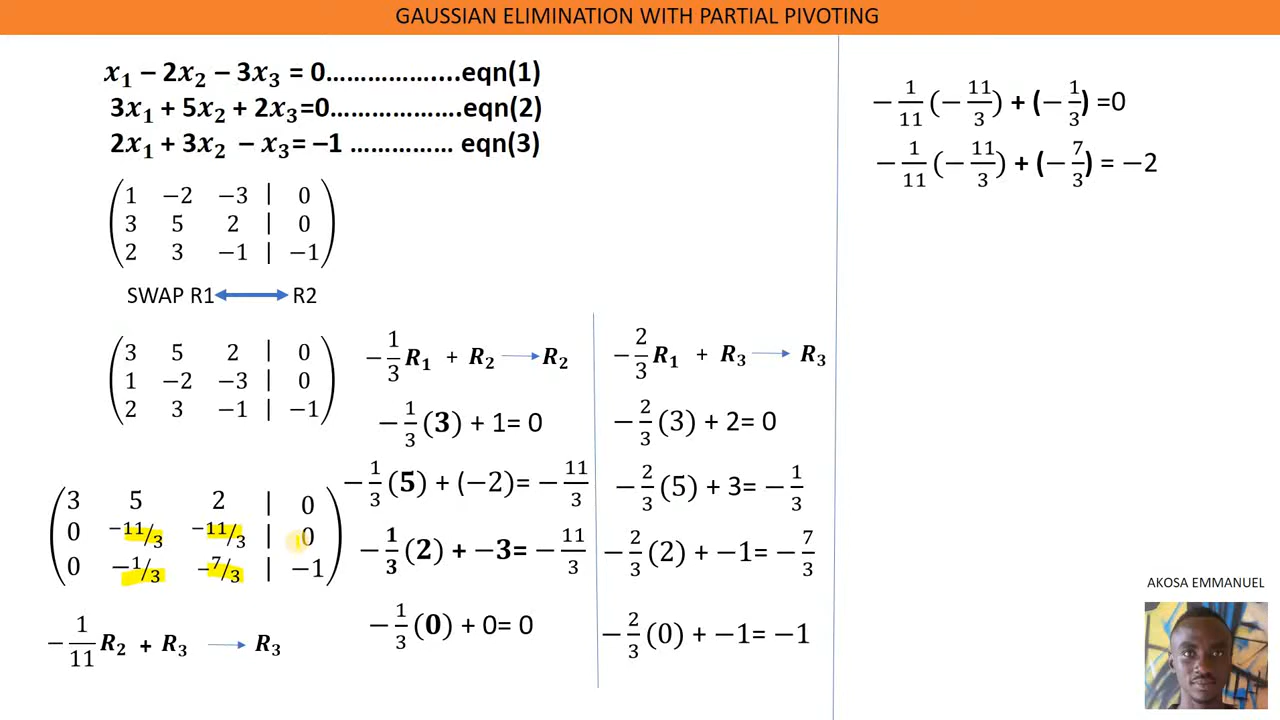 GAUSSIAN ELIMINATION WITH PARTIAL PIVOTING
x₁ − 2x₂ − 3x₃ = 0……………....eqn(1)
3x₁ + 5x₂ + 2x₃=0……………….eqn(2)
2x₁ + 3x₂ − x₃= −1 …………… eqn(3)
1 −2 −3 | 0
3 5 2 | 0
2 3 −1 | −1
SWAP R1 ⟷ R2
3 5 2 | 0
1 −2 −3 | 0
2 3 −1 | −1
3 5 2 | 0
0 −11/3 −11/3 | 0
0 −1/3 −7/3 | −1
−1/11 R₂ + R₃ → R₃
−1/3 R₁ + R₂ → R₂
−1/3 (3) + 1= 0
−1/3 (5) + (−2)= −11/3
−1/3 (2) + −3= −11/3
−1/3 (0) + 0= 0
−2/3 R₁ + R₃ → R₃
−2/3 (3) + 2= 0
−2/3 (5) + 3= −1/3
−2/3 (2) + −1= −7/3
−2/3 (0) + −1= −1
−1/11 (−11/3) + (−1/3) =0
−1/11 (−11/3) + (−7/3) = −2
AKOSA EMMANUEL